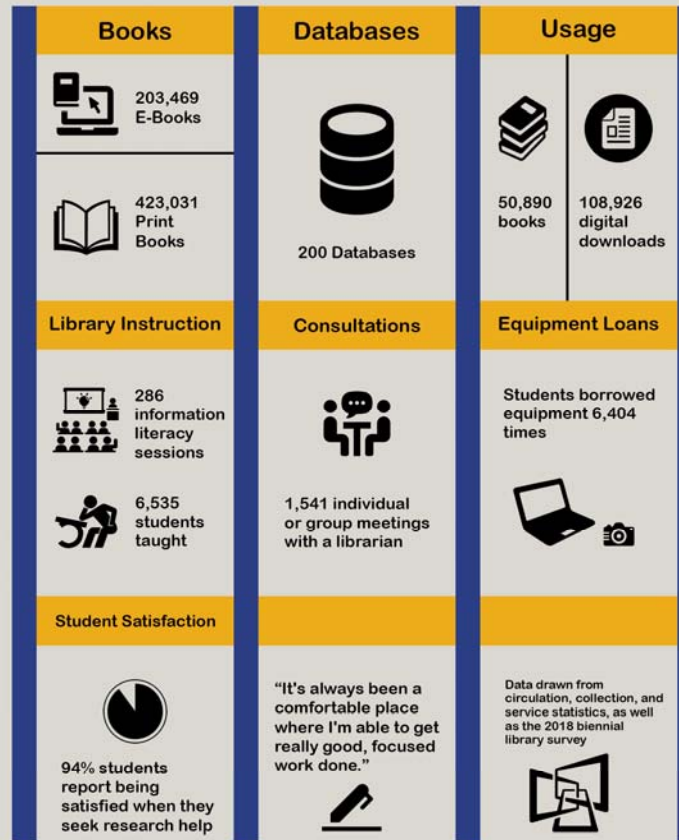 Books
203,469
E-Books
423,031
Print
Books
Databases
200 Databases
Usage
50,890
books
108,926
digital
downloads
Library Instruction
286
information
literacy
sessions
6,535
students
taught
Consultations
1,541 individual
or group meetings
with a librarian
Equipment Loans
Students borrowed
equipment 6,404
times
Student Satisfaction
94% students
report being
satisfied when they
seek research help
“It's always been a
comfortable place
where I'm able to get
really good, focused
work done.”
Data drawn from
circulation, collection, and
service statistics, as well
as the 2018 biennial
library survey